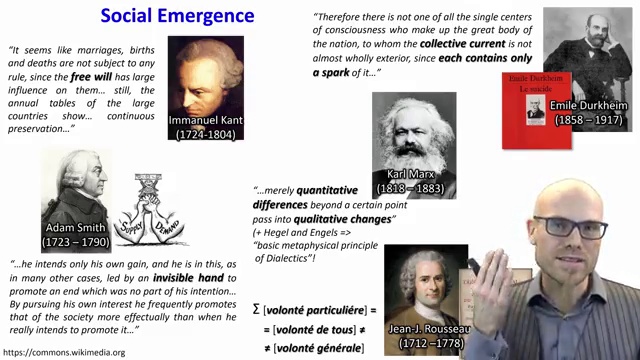 Social Emergence
“It seems like marriages, births
and deaths are not subject to any
rule, since the free will has large
influence on them… still, the
annual tables of the large
countries show… continuous
preservation…”
Immanuel Kant
(1724-1804)
“Therefore there is not one of all the single centers
of consciousness who make up the great body of
the nation, to whom the collective current is not
almost wholly exterior, since each contains only
a spark of it…”
Emile Durkheim
Le suicide
Emile Durkheim
(1858 – 1917)
Karl Marx
(1818 – 1883)
“…merely quantitative
differences beyond a certain point
pass into qualitative changes”
(+ Hegel and Engels =>
“basic metaphysical principle
of Dialectics”!
Adam Smith
(1723 – 1790)
SUPPLY
DEMAND
“…he intends only his own gain, and he is in this, as
in many other cases, led by an invisible hand to
promote an end which was no part of his intention…
By pursuing his own interest he frequently promotes
that of the society more effectually than when he
really intends to promote it…”
Σ [volonté particuliére] =
= [volonté de tous] ≠
≠ [volonté générale]
Jean-J. Rousseau
(1712 –1778)
https://commons.wikimedia.org